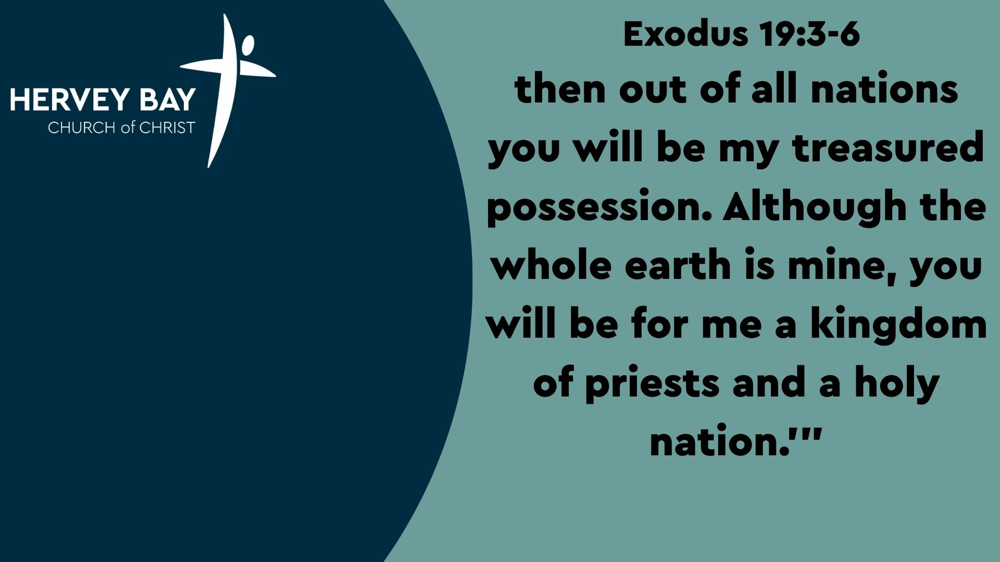 HERVEY BAY
CHURCH of CHRIST
Exodus 19:3-6
then out of all nations
you will be my treasured
possession. Although the
whole earth is mine, you
will be for me a kingdom
of priests and a holy
nation.'"